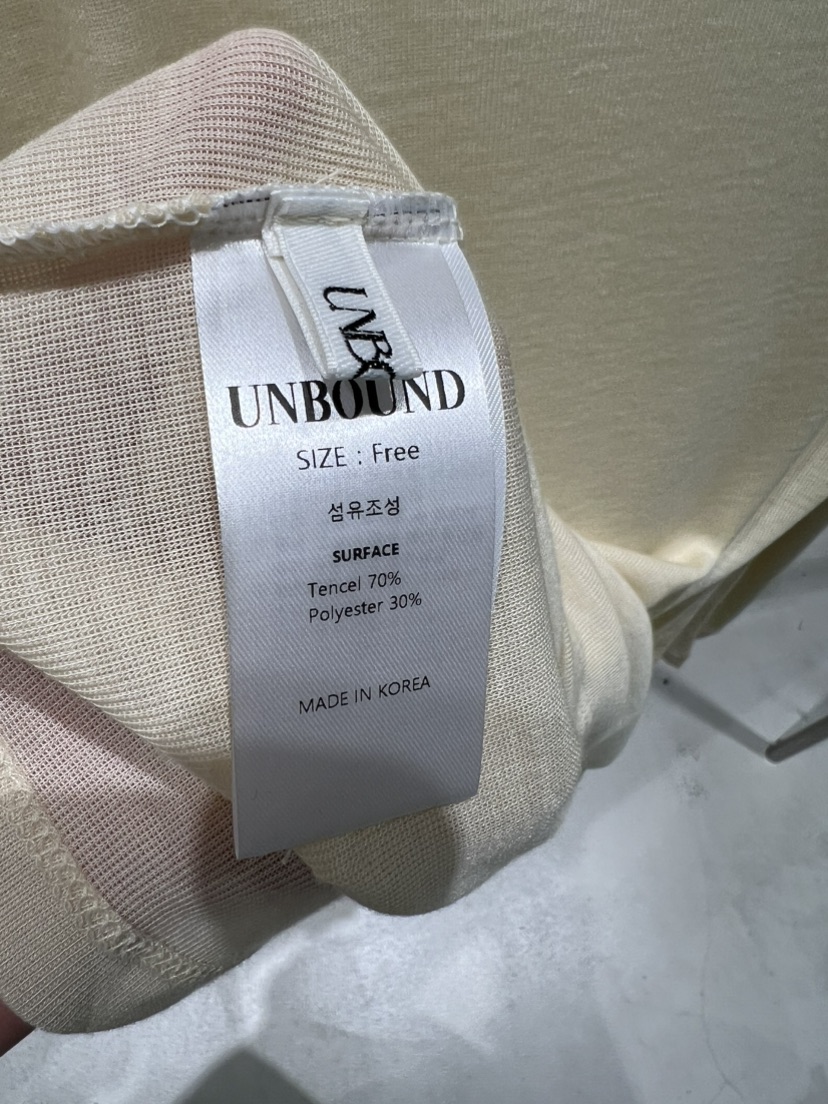 UNBO
UNBOUND
SIZE : Free
섬유조성
SURFACE
Tencel 70%
Polyester 30%
MADE IN KOREA